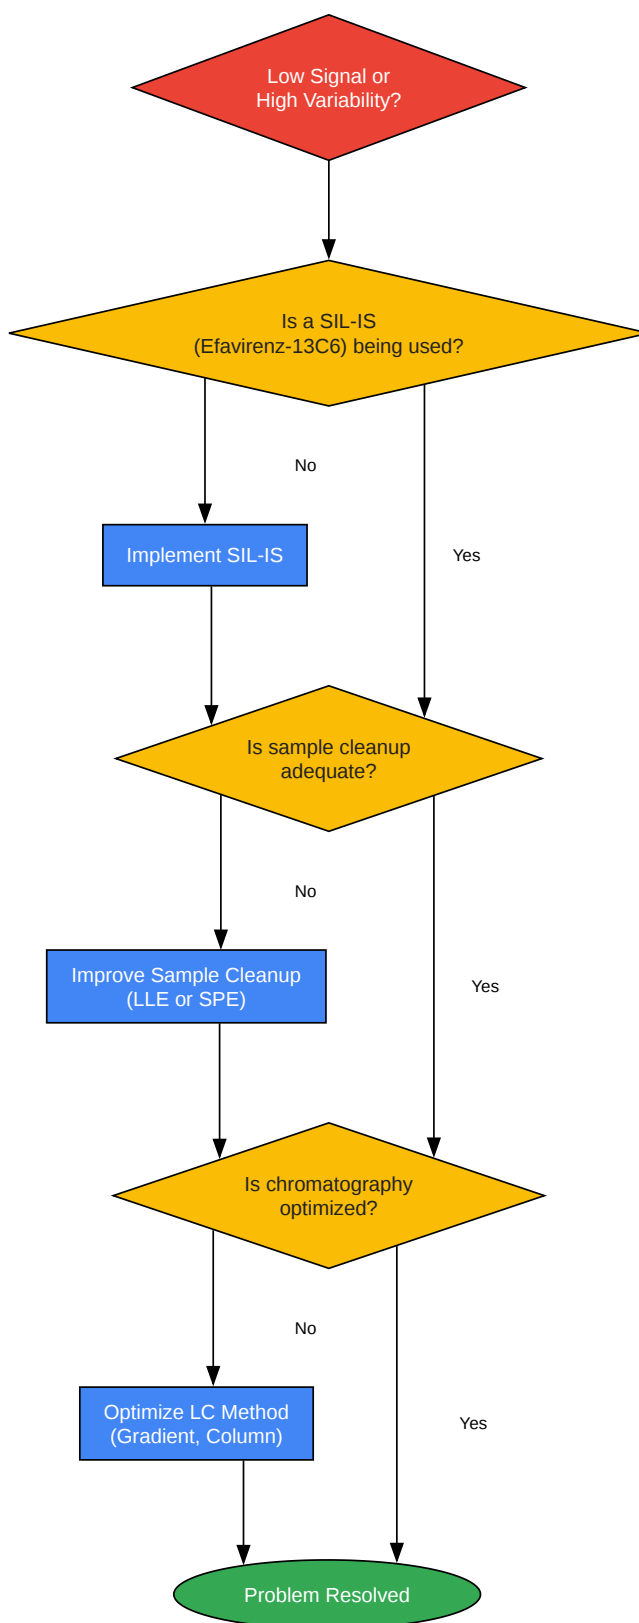 Low Signal or
High Variability?
Is a SIL-IS
(Efavirenz-13C6) being used?
No
Implement SIL-IS
Yes
Is sample cleanup
adequate?
No
Improve Sample Cleanup
(LLE or SPE)
Yes
Is chromatography
optimized?
No
Optimize LC Method
(Gradient, Column)
Yes
Problem Resolved